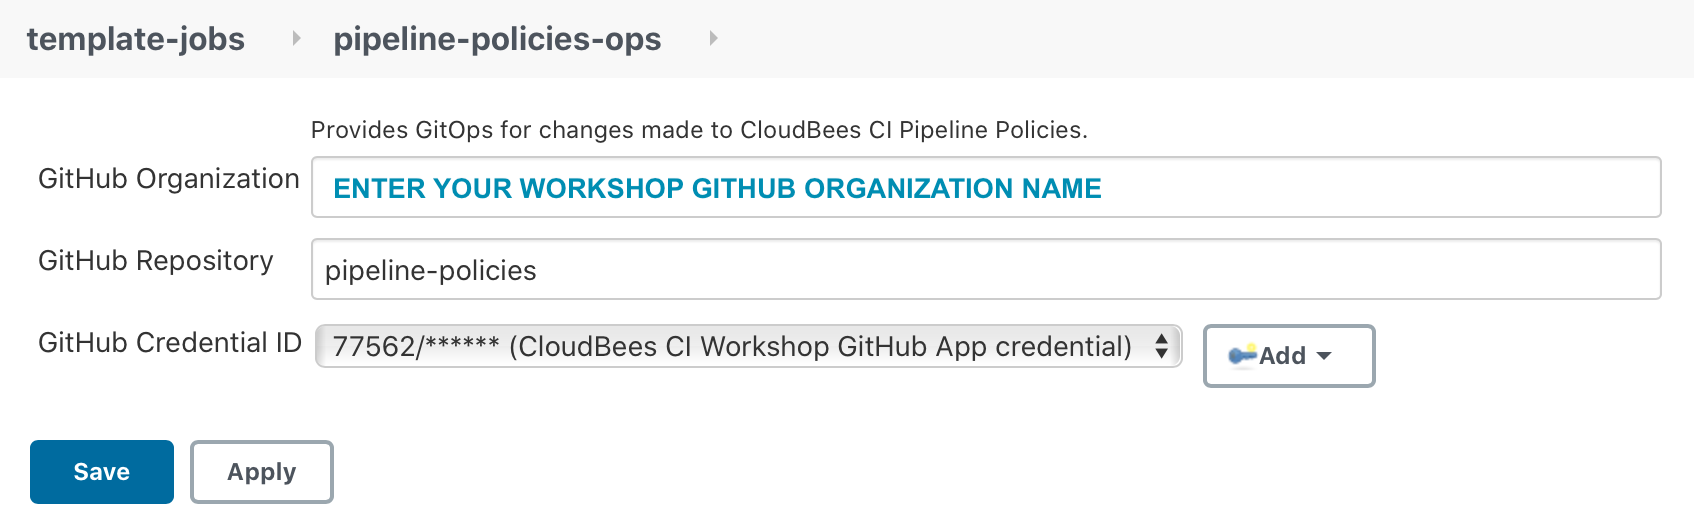 template-jobs pipeline-policies-ops
Provides GitOps for changes made to CloudBees CI Pipeline Policies.
GitHub Organization ENTER YOUR WORKSHOP GITHUB ORGANIZATION NAME
GitHub Repository pipeline-policies
GitHub Credential ID 77562/****** (CloudBees CI Workshop GitHub App credential) Add
Save Apply